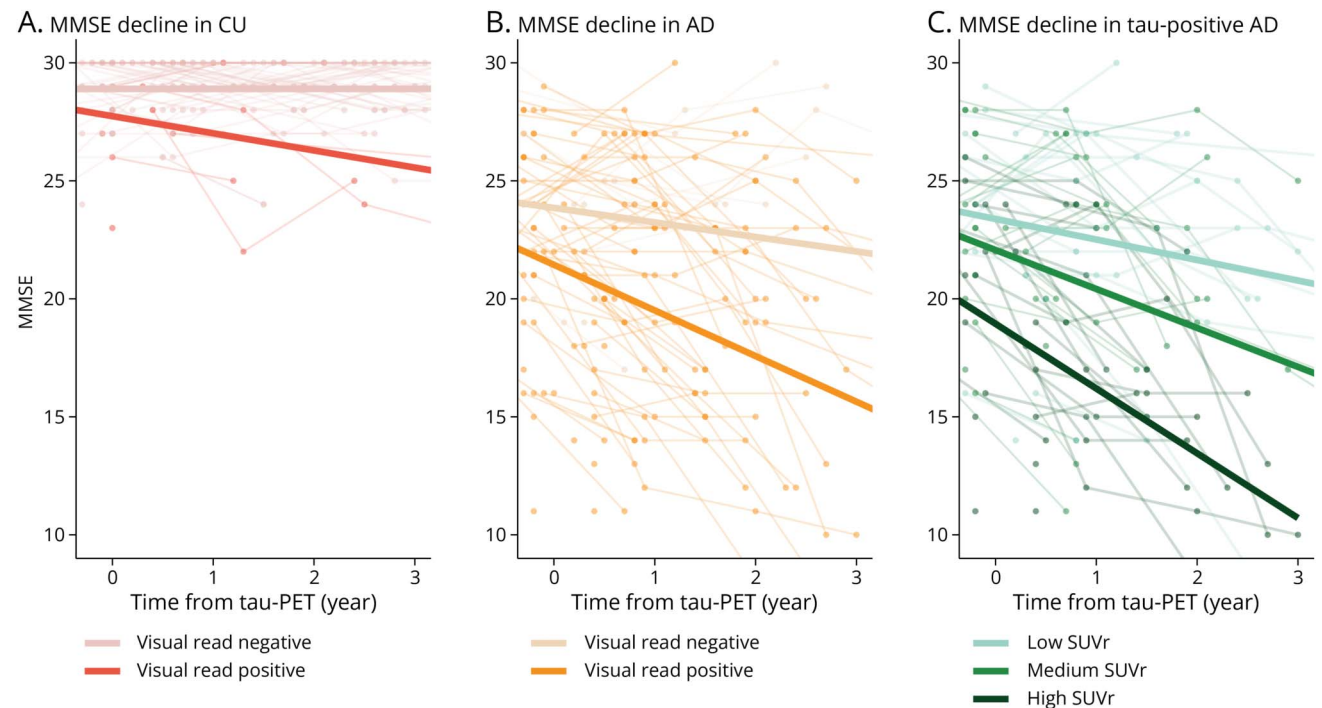 A. MMSE decline in CU
30
25
20
15
10
MMSE
0 1 2 3
Time from tau-PET (year)
Visual read negative
Visual read positive
B. MMSE decline in AD
30
25
20
15
10
0 1 2 3
Time from tau-PET (year)
Visual read negative
Visual read positive
C. MMSE decline in tau-positive AD
30
25
20
15
10
0 1 2 3
Time from tau-PET (year)
Low SUVr
Medium SUVr
High SUVr